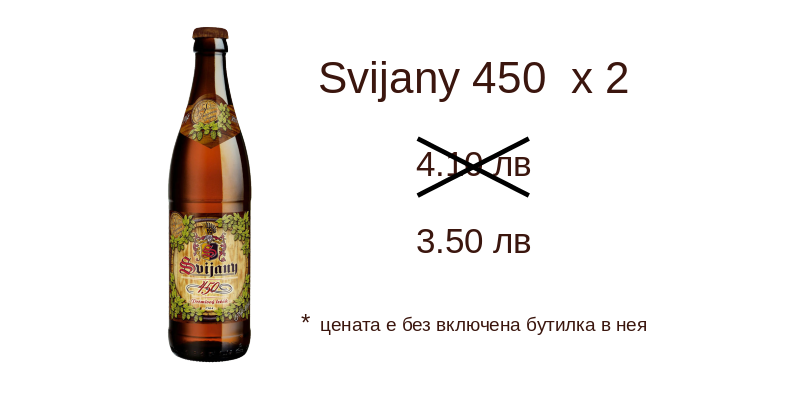 Svijany 450 x 2
4.10 лв
3.50 лв
Svijany
450
* цената е без включена бутилка в нея